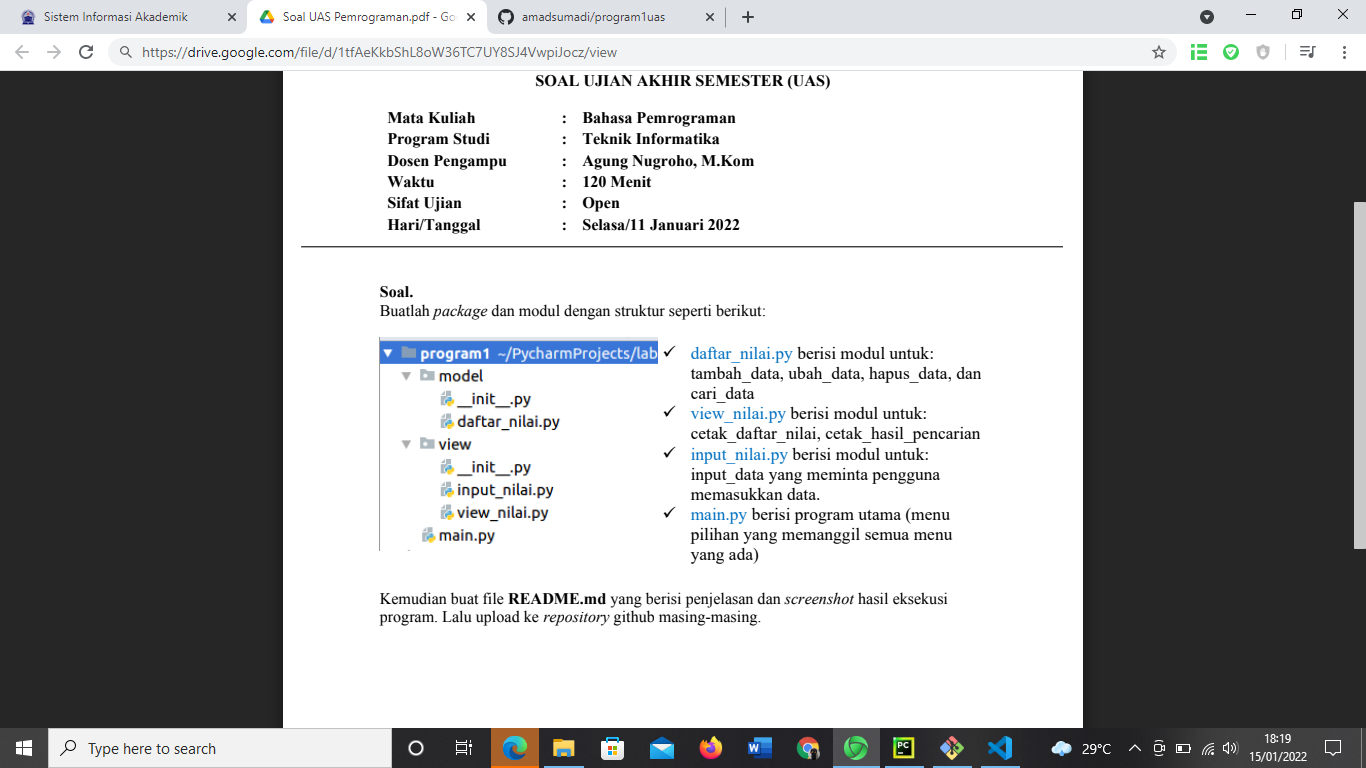 Sistem Informasi Akademik
Soal UAS Pemrograman.pdf - Go
amadsumadi/program1uas
https://drive.google.com/file/d/1tfAeKkbShL8oW36TC7UY8SJ4VwpiJocz/view
SOAL UJIAN AKHIR SEMESTER (UAS)
Mata Kuliah : Bahasa Pemrograman
Program Studi : Teknik Informatika
Dosen Pengampu : Agung Nugroho, M.Kom
Waktu : 120 Menit
Sifat Ujian : Open
Hari/Tanggal : Selasa/11 Januari 2022
Soal.
Buatlah package dan modul dengan struktur seperti berikut:
program1 ~/PycharmProjects/lab
model
__init__.py
daftar_nilai.py
view
__init__.py
input_nilai.py
view_nilai.py
main.py
✓ daftar_nilai.py berisi modul untuk:
tambah_data, ubah_data, hapus_data, dan
cari_data
✓ view_nilai.py berisi modul untuk:
cetak_daftar_nilai, cetak_hasil_pencarian
✓ input_nilai.py berisi modul untuk:
input_data yang meminta pengguna
memasukkan data.
✓ main.py berisi program utama (menu
pilihan yang memanggil semua menu
yang ada)
Kemudian buat file README.md yang berisi penjelasan dan screenshot hasil eksekusi
program. Lalu upload ke repository github masing-masing.
Type here to search
PC
29°C
18:19
15/01/2022